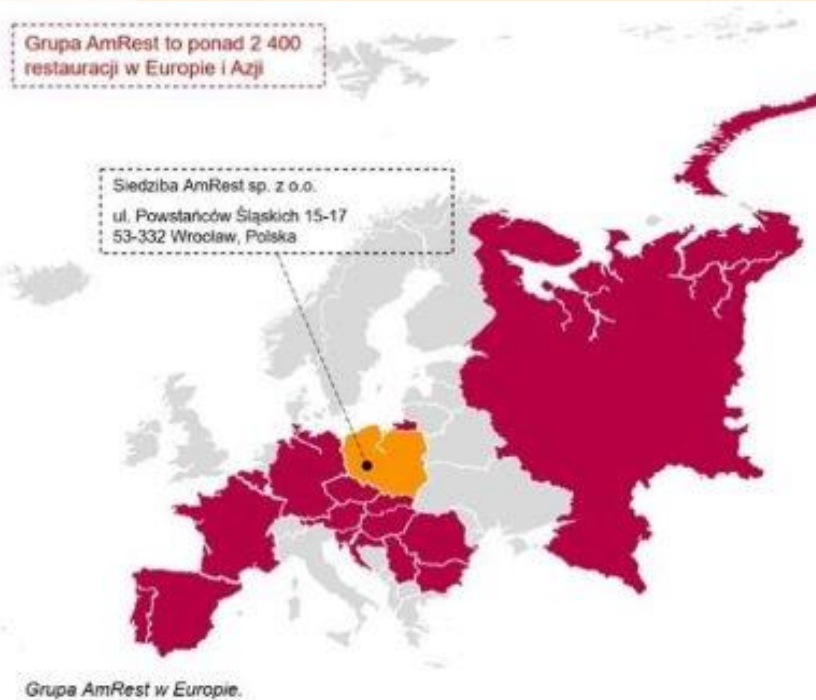 Grupa AmRest to ponad 2 400
restauracji w Europie i Azji
Siedziba AmRest sp. z o.o.
ul. Powstańców Śląskich 15-17
53-332 Wrocław, Polska
Grupa AmRest w Europie.